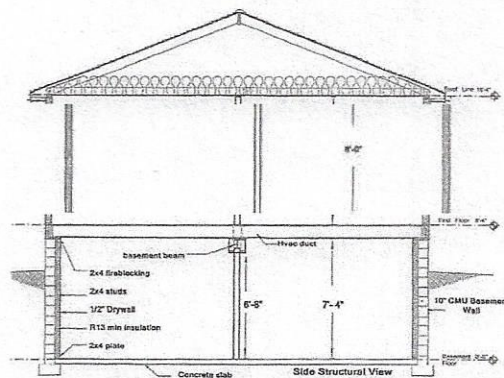 Roof Line 16'-4"
8'-0"
First Floor 8'-4"
basement beam
Hvac duct
2x4 fireblocking
2x4 studs
1/2" Drywall
R13 min insulation
2x4 plate
6'-6"
7'-4"
10" CMU Basement
Wall
Basement
Floor
Side Structural View
Concrete slab